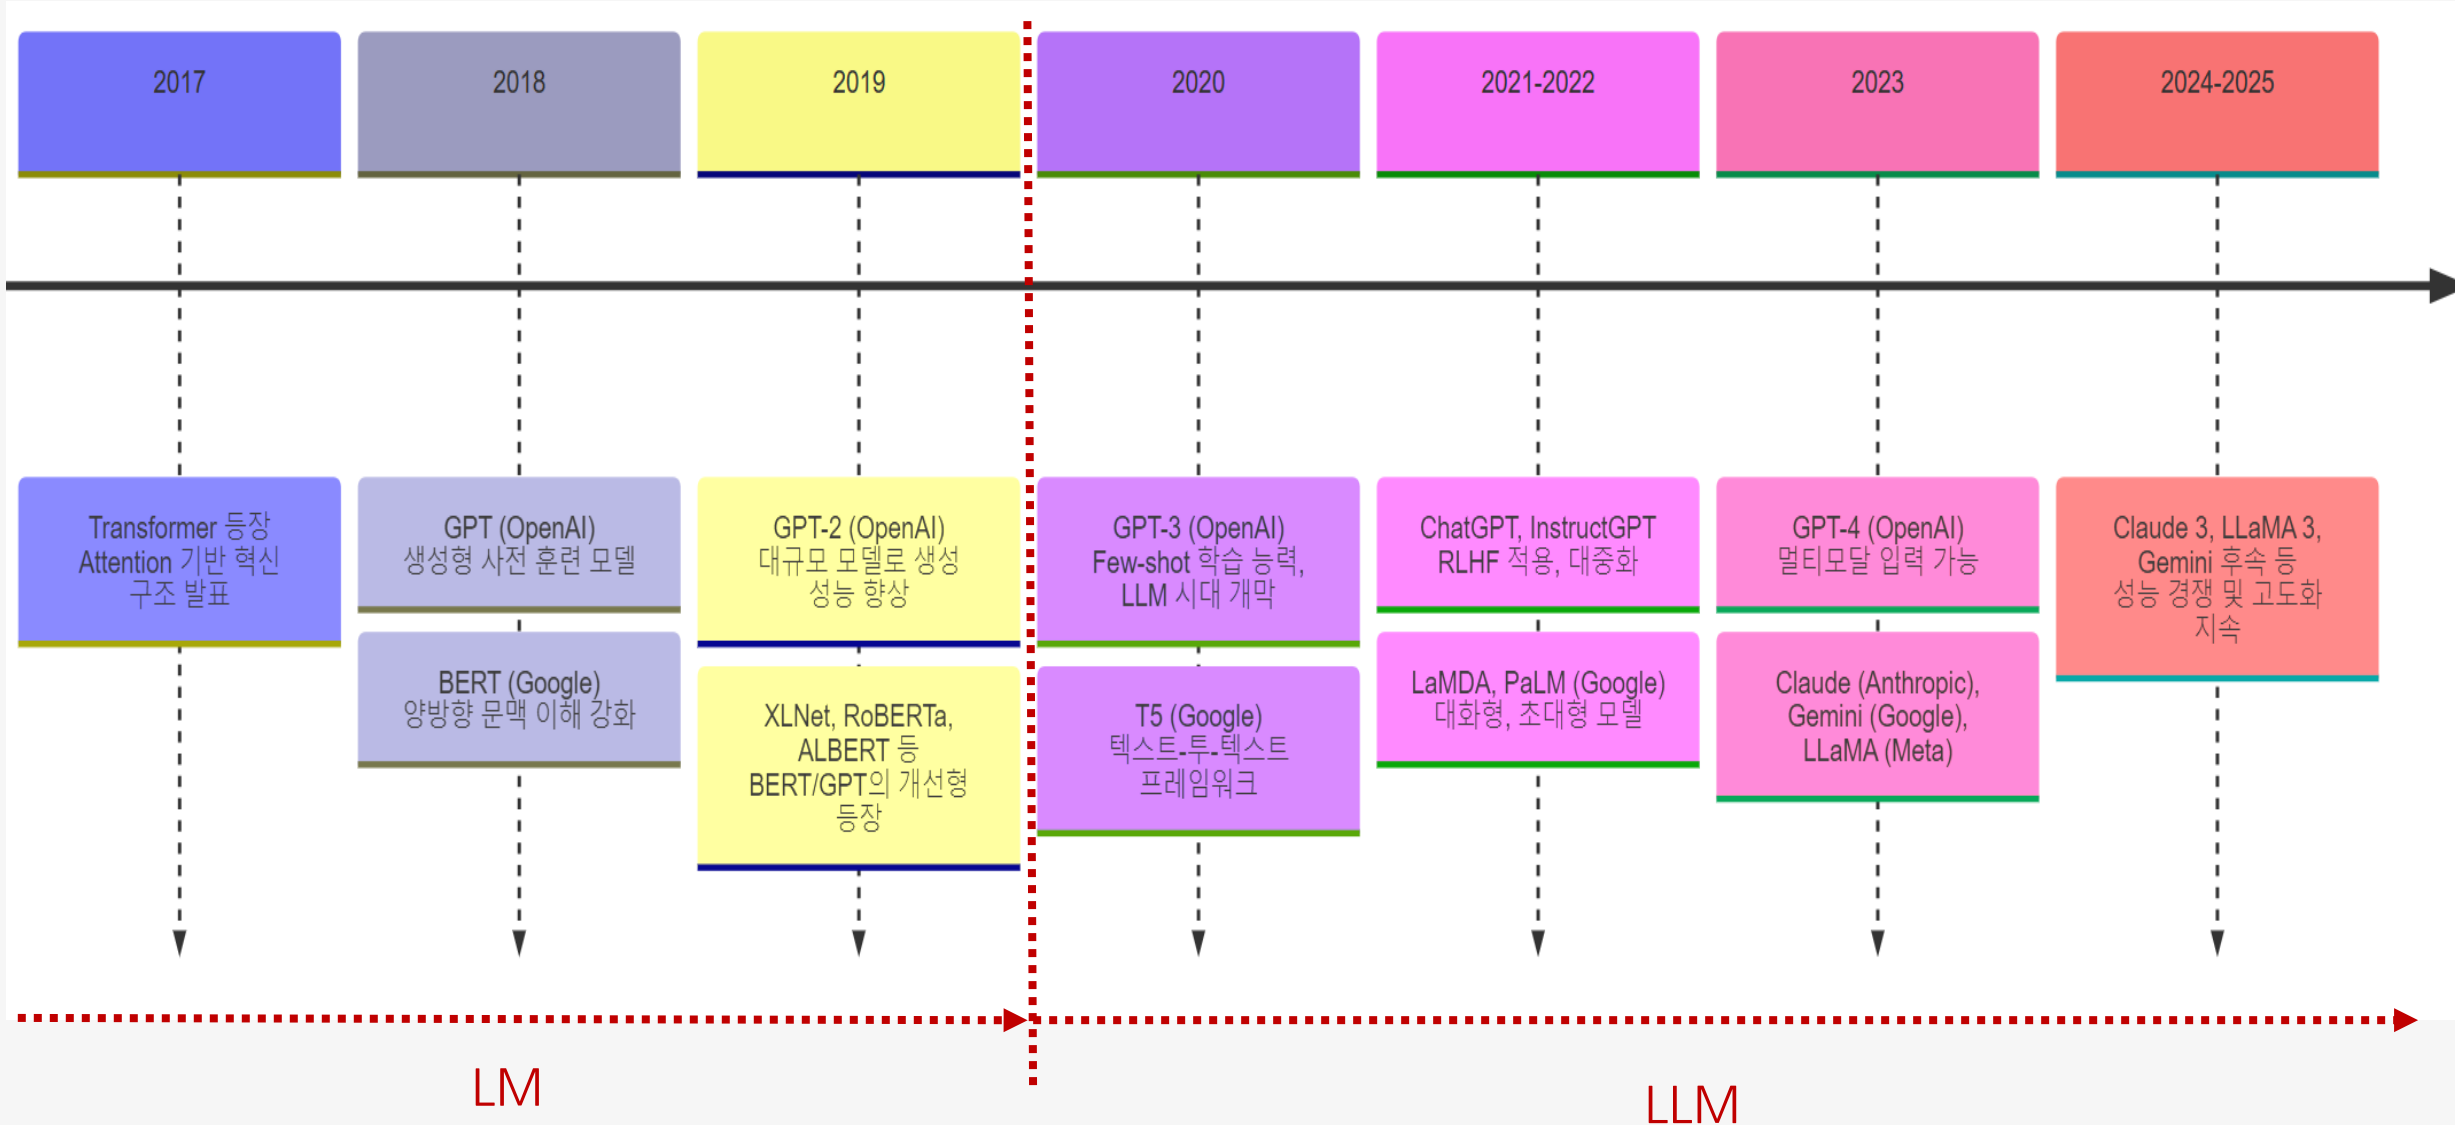 2017
2018
2019
2020
2021-2022
2023
2024-2025
Transformer 등장
Attention 기반 혁신
구조 발표
GPT (OpenAI)
생성형 사전 훈련 모델
BERT (Google)
양방향 문맥 이해 강화
GPT-2 (OpenAI)
대규모 모델로 생성
성능 향상
XLNet, RoBERTa,
ALBERT 등
BERT/GPT의 개선형
등장
GPT-3 (OpenAI)
Few-shot 학습 능력,
LLM 시대 개막
T5 (Google)
텍스트-투-텍스트
프레임워크
ChatGPT, InstructGPT
RLHF 적용, 대중화
LaMDA, PaLM (Google)
대화형, 초대형 모델
GPT-4 (OpenAI)
멀티모달 입력 가능
Claude (Anthropic),
Gemini (Google),
LLaMA (Meta)
Claude 3, LLaMA 3,
Gemini 후속 등
성능 경쟁 및 고도화
지속
LM
LLM